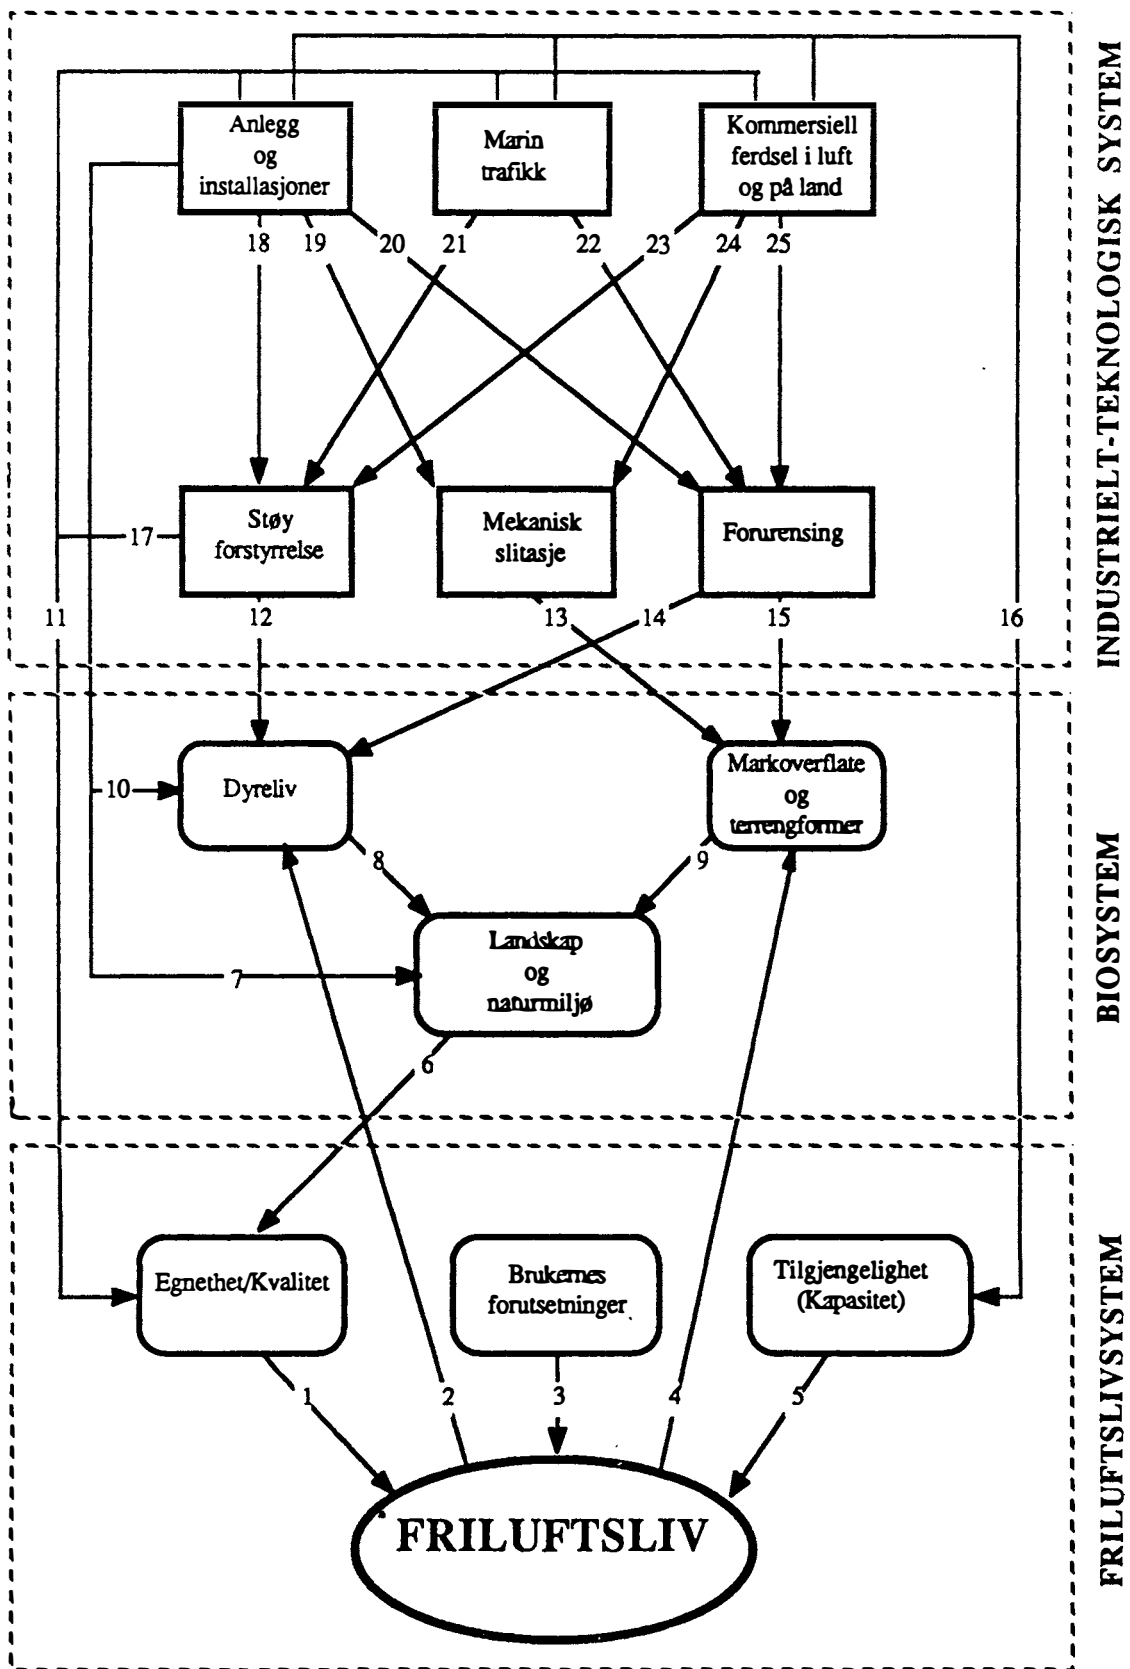 INDUSTRIELT-TEKNOLOGISK SYSTEM
Anlegg
og
installasjoner
Marin
trafikk
Kommersiell
ferdsel i luft
og på land
18
19
20
21
22
23
24
25
Støy
forstyrrelse
Mekanisk
slitasje
Forurensing
17
11
12
13
14
15
16
BIOSYSTEM
Dyreliv
Markoverflate
og
terrengformer
10
8
9
Landskap
og
naturmiljø
7
6
FRILUFTSLIVSYSTEM
Egnethet/Kvalitet
Brukernes
forutsetninger
Tilgjengelighet
(Kapasitet)
1
2
3
4
5
FRILUFTSLIV